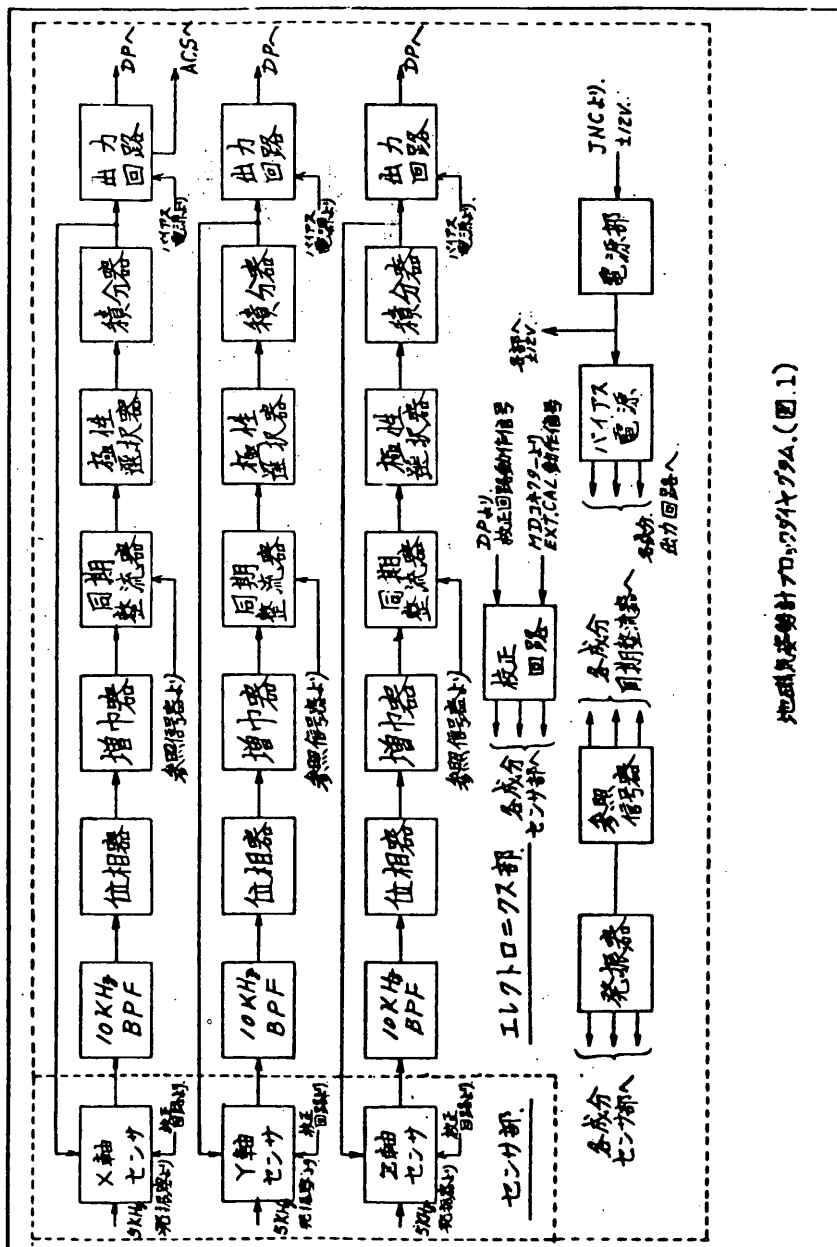 X軸
センサ
5KHz
発振器より
校正
回路より
10KHz
BPF
位相器
増巾器
同期
整流器
参照信号器より
極性
選択器
積分器
出力
回路
バイアス
電源より
DPへ
ACSへ
Y軸
センサ
5KHz
発振器より
校正
回路より
10KHz
BPF
位相器
増巾器
同期
整流器
参照信号器より
極性
選択器
積分器
出力
回路
バイアス
電源より
DPへ
Z軸
センサ
5KHz
発振器より
校正
回路より
10KHz
BPF
位相器
増巾器
同期
整流器
参照信号器より
極性
選択器
積分器
出力
回路
バイアス
電源より
DPへ
センサ部.
エレクトロニクス部.
各成分
センサ部へ
校正
回路
DPより
校正回路動作信号
MDコネクターより
EXT.CAL動作信号
各成分
センサ部へ
発振器
参照
信号器
各成分
同期整流器へ
各成分
出力回路へ
バイアス
電源
各部へ
±12V.
電源部
JNCより.
±12V.
地磁気姿勢計ブロックダイヤグラム.(図.1)